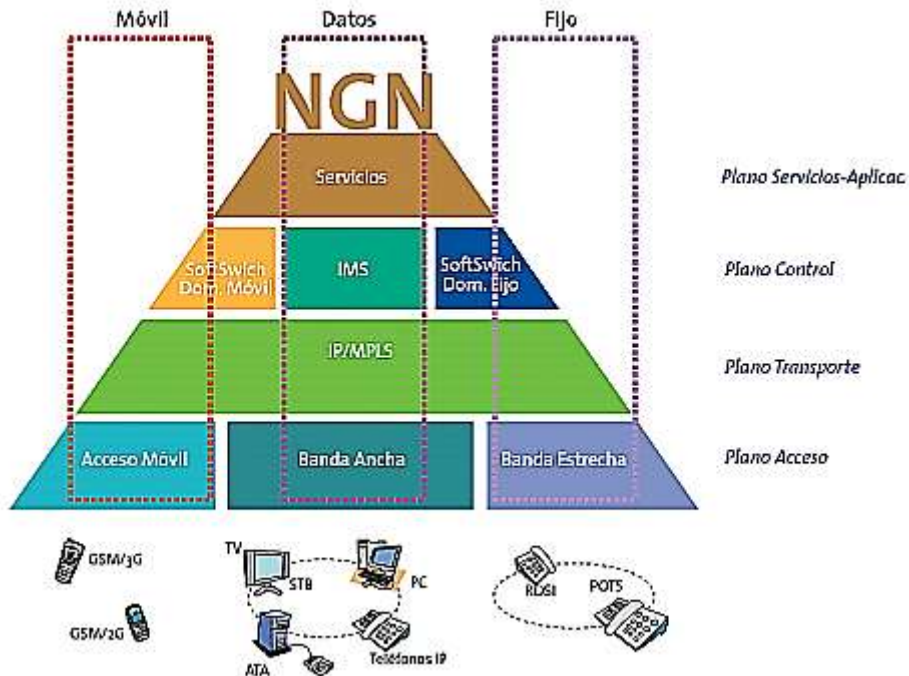 Móvil
Datos
Fijo
NGN
Servicios
Plano Servicios-Aplicac
SoftSwich
Dom. Móvil
IMS
SoftSwich
Dom. Fijo
Plano Control
IP/MPLS
Plano Transporte
Acceso Móvil
Banda Ancha
Banda Estrecha
Plano Acceso
GSM/3G
TV
STB
PC
RDSI
POTS
GSM/2G
ATA
Teléfonos IP